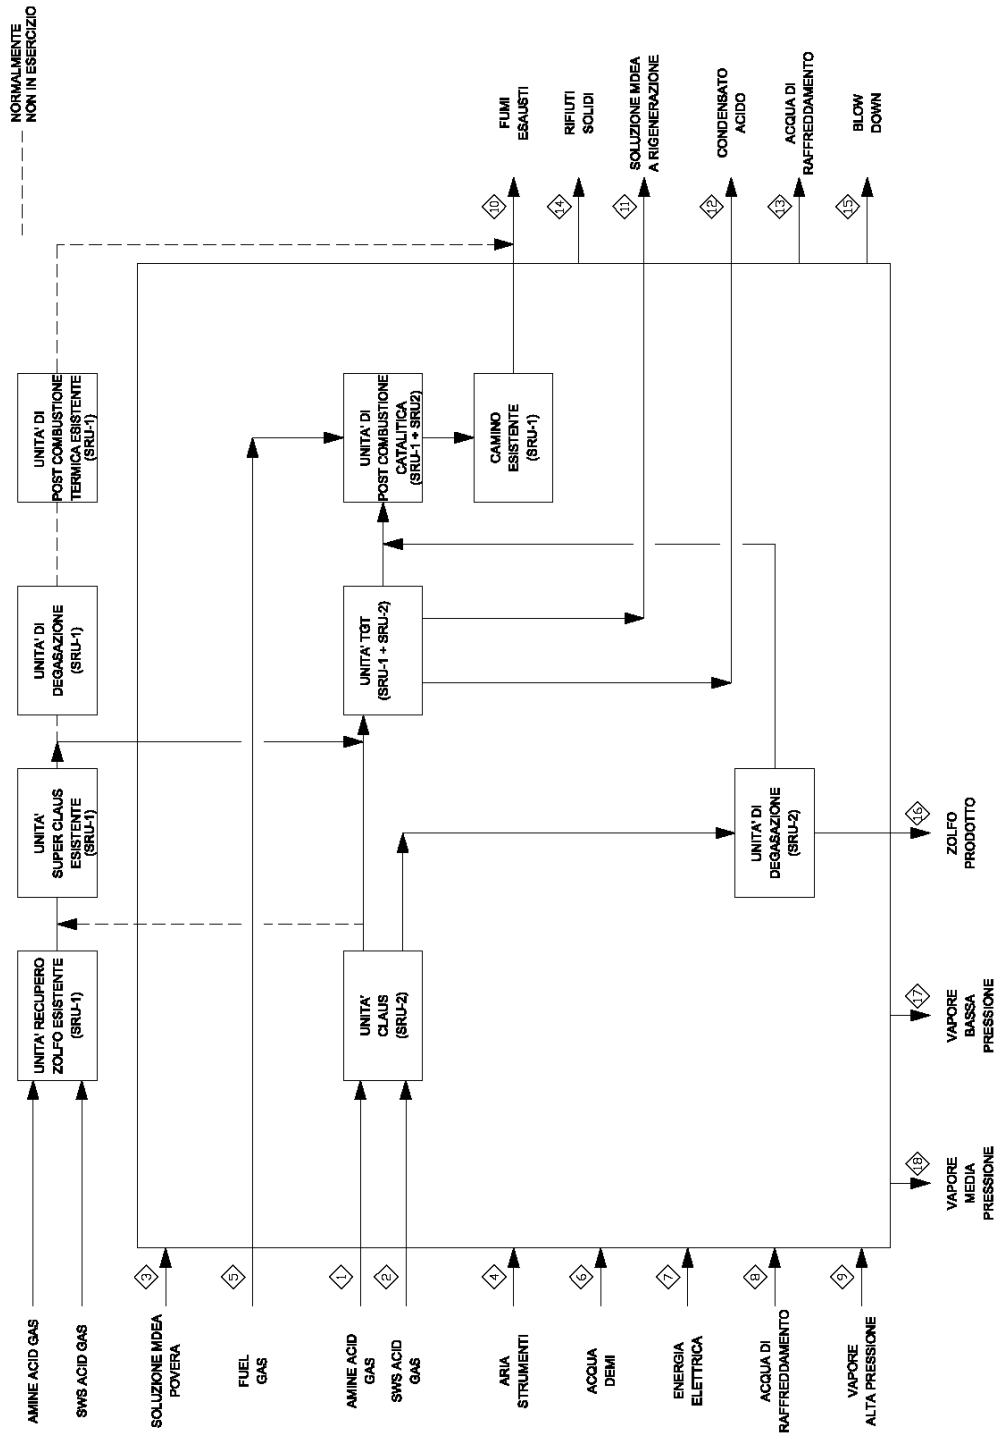 NORMALMENTE
NON IN ESERCIZIO
AMINE ACID GAS
SWS ACID GAS
UNITA' RECUPERO
ZOLFO ESISTENTE
(SRU-1)
UNITA'
SUPER CLAUS
ESISTENTE
(SRU-1)
UNITA' DI
DEGASAZIONE
(SRU-1)
UNITA' DI
POST COMBUSTIONE
TERMICA ESISTENTE
(SRU-1)
SOLUZIONE MDEA
POVERA
3
FUEL
GAS
5
AMINE ACID
GAS
1
SWS ACID
GAS
2
UNITA'
CLAUS
(SRU-2)
UNITA' TGT
(SRU-1 + SRU-2)
UNITA' DI
POST COMBUSTIONE
CATALITICA
(SRU-1 + SRU2)
CAMINO
ESISTENTE
(SRU-1)
10
FUMI
ESAUSTI
14
RIFIUTI
SOLIDI
11
SOLUZIONE MDEA
A RIGENERAZIONE
12
CONDENSATO
ACIDO
13
ACQUA DI
RAFFREDDAMENTO
15
BLOW
DOWN
ARIA
STRUMENTI
4
ACQUA
DEMI
6
ENERGIA
ELETTRICA
7
ACQUA DI
RAFFREDDAMENTO
8
VAPORE
ALTA PRESSIONE
9
UNITA' DI
DEGASAZIONE
(SRU-2)
18
VAPORE
MEDIA
PRESSIONE
17
VAPORE
BASSA
PRESSIONE
16
ZOLFO
PRODOTTO